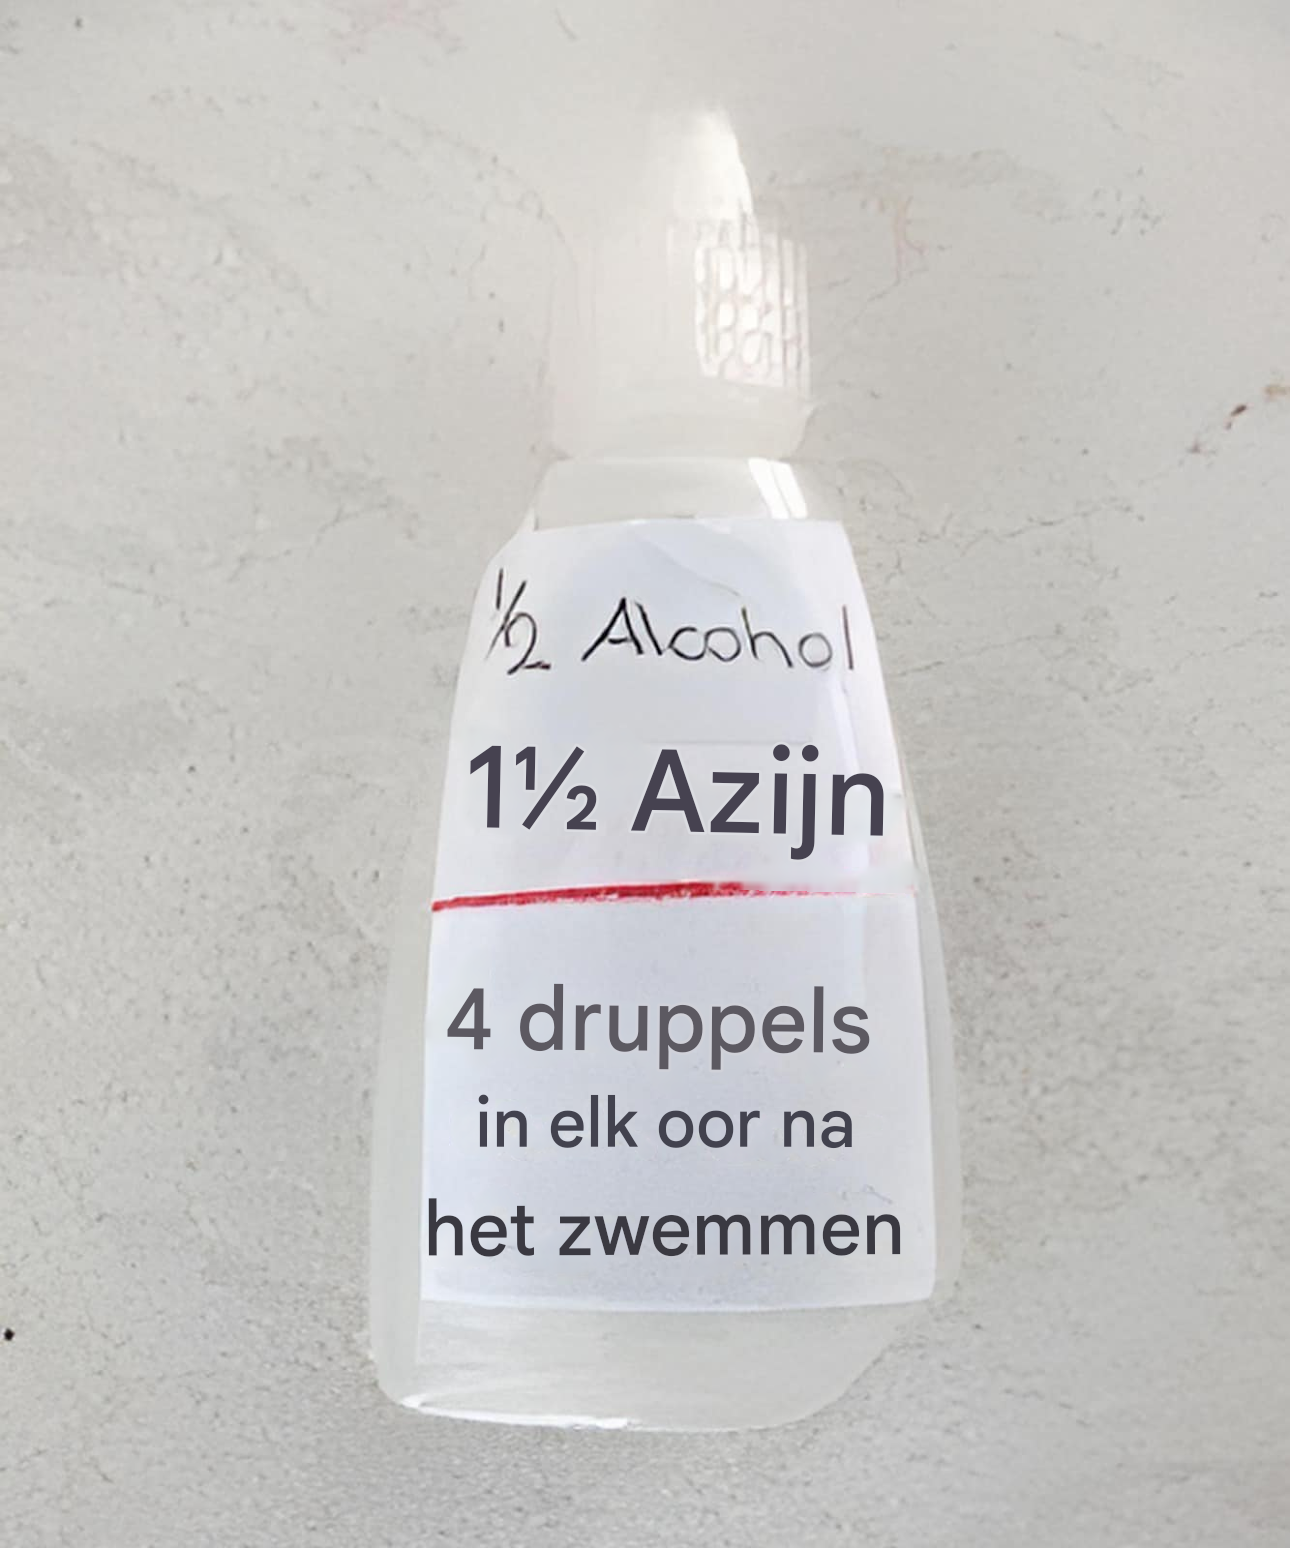 ½ Alcohol
1½ Azijn
4 druppels
in elk oor na
het zwemmen